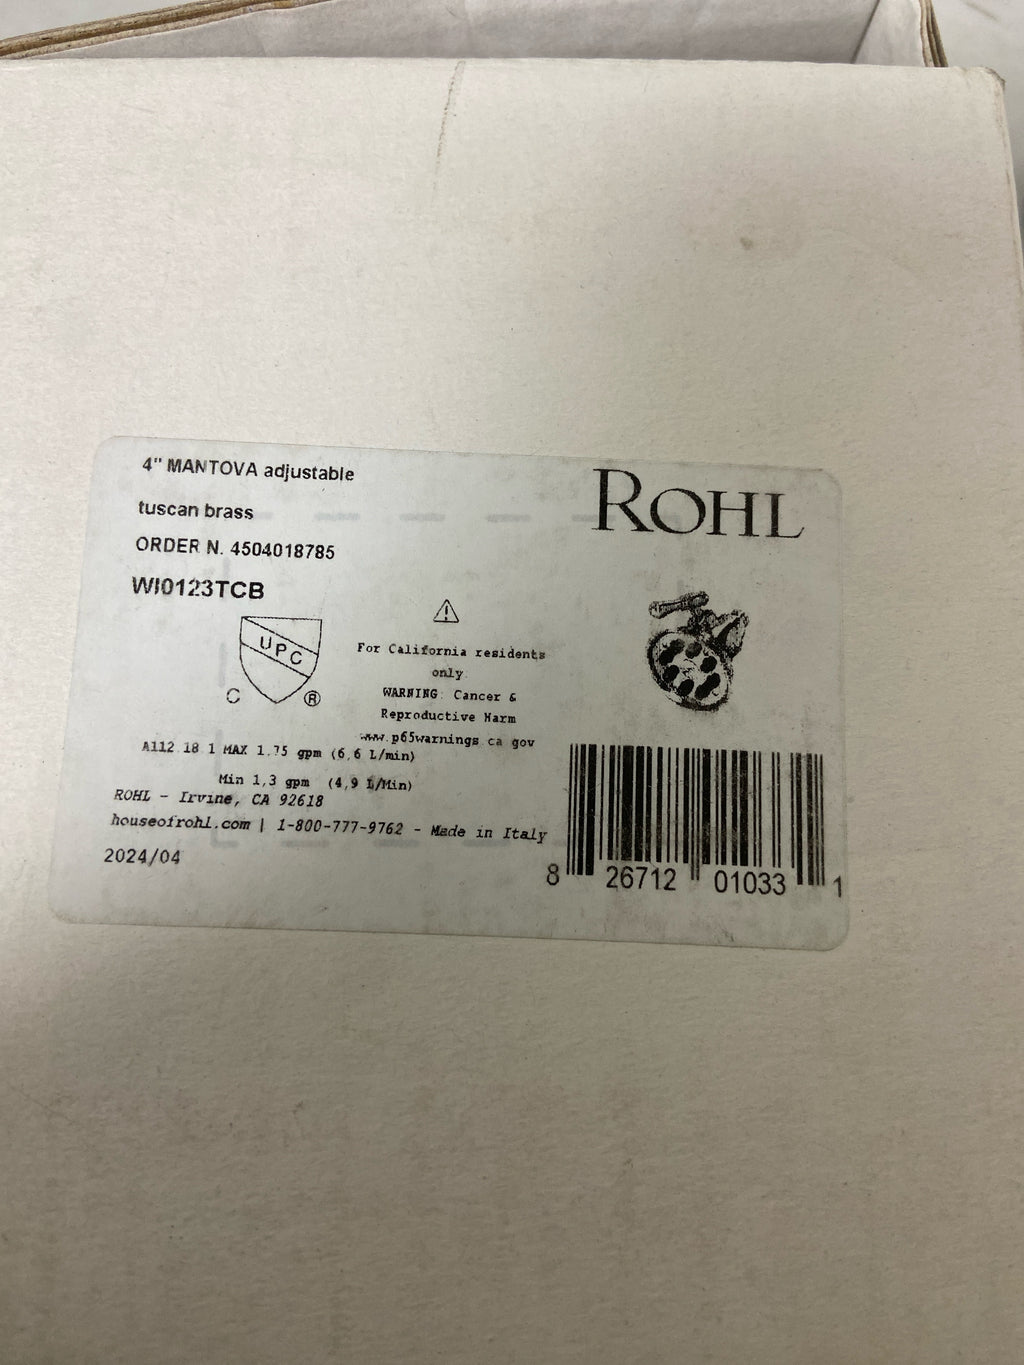 4" MANTOVA adjustable
tuscan brass
ORDER N. 4504018785
WI0123TCB
ROHL
UPC
C ®
For California residents
only
WARNING: Cancer &
Reproductive Harm
www.p65warnings.ca.gov
A112.18.1 MAX 1.75 gpm (6,6 L/min)
Min 1,3 gpm (4,9 L/Min)
ROHL - Irvine, CA 92618
houseofrohl.com | 1-800-777-9762 - Made in Italy
2024/04
8 26712 01033 1